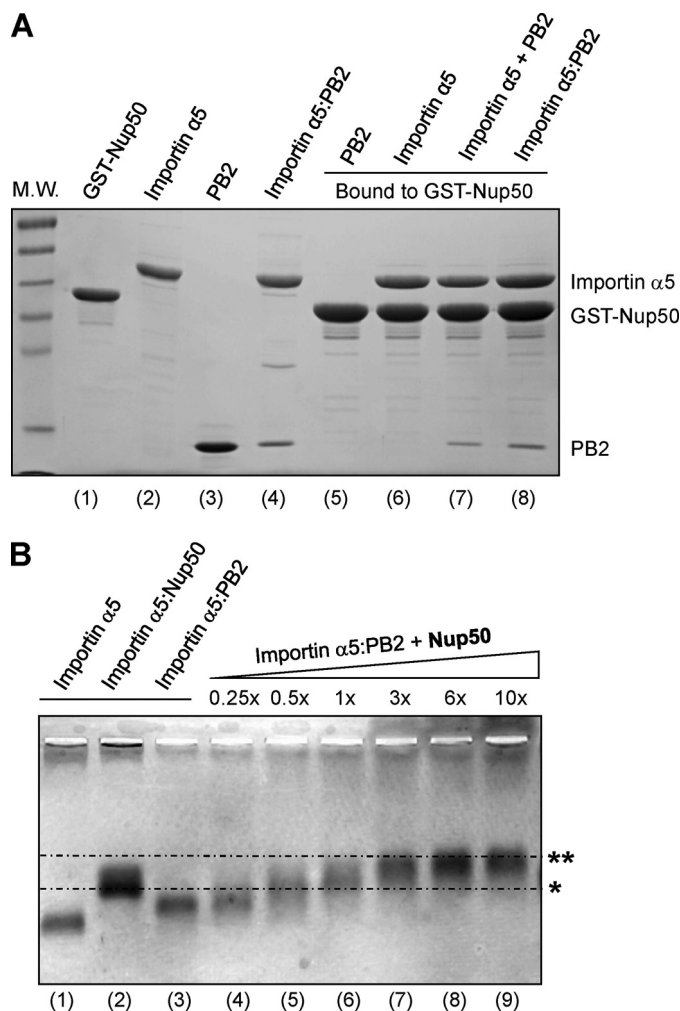 A
GST-Nup50
Importin α5
PB2
Importin α5:PB2
PB2
Importin α5
Importin α5 + PB2
Importin α5:PB2
M.W.
Bound to GST-Nup50
Importin α5
GST-Nup50
PB2
(1) (2) (3) (4) (5) (6) (7) (8)
B
Importin α5
Importin α5:Nup50
Importin α5:PB2
Importin α5:PB2 + Nup50
0.25x 0.5x 1x 3x 6x 10x
**
*
(1) (2) (3) (4) (5) (6) (7) (8) (9)